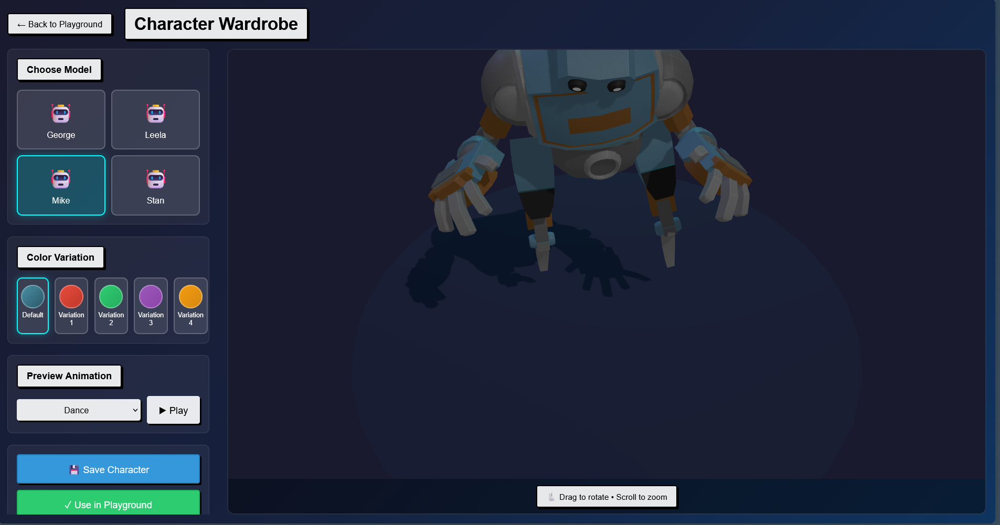 ← Back to Playground
Character Wardrobe
Choose Model
George
Leela
Mike
Stan
Color Variation
Default
Variation
1
Variation
2
Variation
3
Variation
4
Preview Animation
Dance
▶ Play
💾 Save Character
✓ Use in Playground
🖱️ Drag to rotate • Scroll to zoom